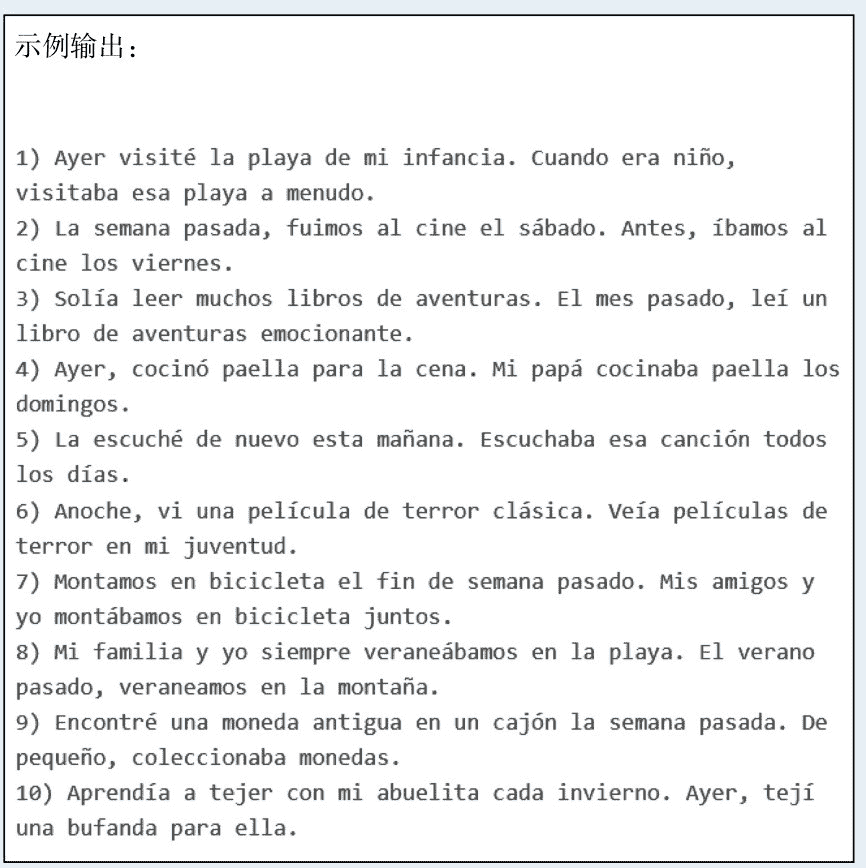 示例输出：
1) Ayer visité la playa de mi infancia. Cuando era niño,
visitaba esa playa a menudo.
2) La semana pasada, fuimos al cine el sábado. Antes, íbamos al
cine los viernes.
3) Solía leer muchos libros de aventuras. El mes pasado, leí un
libro de aventuras emocionante.
4) Ayer, cocinó paella para la cena. Mi papá cocinaba paella los
domingos.
5) La escuché de nuevo esta mañana. Escuchaba esa canción todos
los días.
6) Anoche, vi una película de terror clásica. Veía películas de
terror en mi juventud.
7) Montamos en bicicleta el fin de semana pasado. Mis amigos y
yo montábamos en bicicleta juntos.
8) Mi familia y yo siempre veraneábamos en la playa. El verano
pasado, veraneamos en la montaña.
9) Encontré una moneda antigua en un cajón la semana pasada. De
pequeño, coleccionaba monedas.
10) Aprendía a tejer con mi abuelita cada invierno. Ayer, tejí
una bufanda para ella.